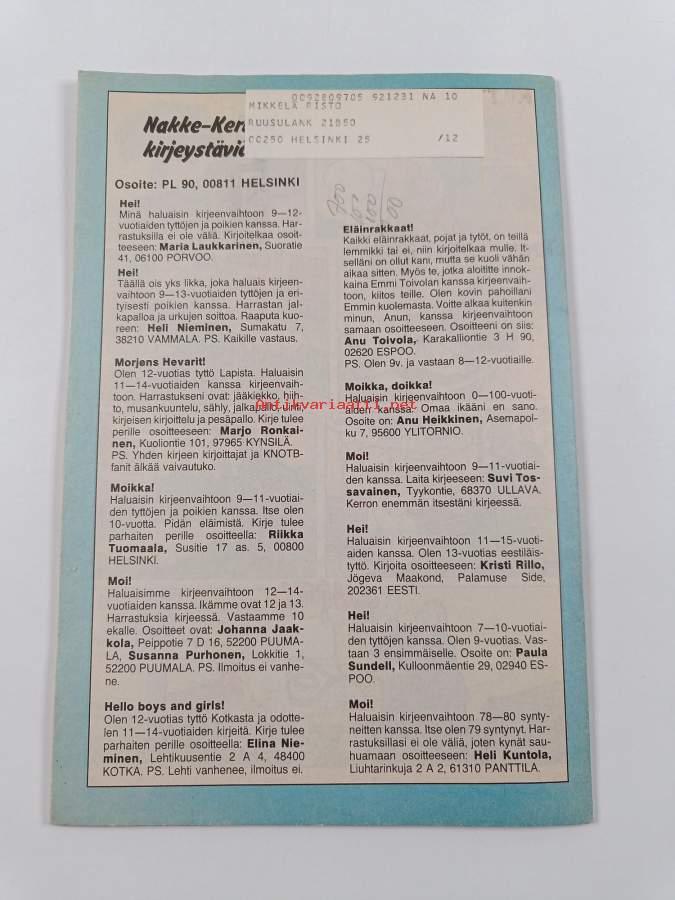 0C92809705 921231 NA 10
MIKKELÄ RISTO
RUUSULANK 21B50
00250 HELSINKI 25 /12
Nakke-Ker
kirjeystäviä
Osoite: PL 90, 00811 HELSINKI
Hei!
Minä haluaisin kirjeenvaihtoon 9—12-
vuotiaiden tyttöjen ja poikien kanssa. Har-
rastuksilla ei ole väliä. Kirjoitelkaa osoit-
teeseen: Maria Laukkarinen, Suoratie
41, 06100 PORVOO.
Hei!
Täällä ois yks likka, joka haluais kirjeen-
vaihtoon 9—13-vuotiaiden tyttöjen ja eri-
tyisesti poikien kanssa. Harrastan jal-
kapalloa ja urkujen soittoa. Raaputa kuo-
reen: Heli Nieminen, Sumakatu 7,
38210 VAMMALA. PS. Kaikille vastaus.
Morjens Hevarit!
Olen 12-vuotias tyttö Lapista. Haluaisin
11—14-vuotiaiden kanssa kirjeenvaih-
toon. Harrastukseni ovat: jääkiekko, hiih-
to, musankuuntelu, sähly, jalkapallo, uinti,
kirjeisen kirjoittelu ja pesäpallo. Kirje tulee
perille osoitteeseen: Marjo Ronkai-
nen, Kuoliontie 101, 97965 KYNSILÄ.
PS. Yhden kirjeen kirjoittajat ja KNOTB-
fanit älkää vaivautuko.
Moikka!
Haluaisin kirjeenvaihtoon 9—11-vuotiai-
den tyttöjen ja poikien kanssa. Itse olen
10-vuotta. Pidän eläimistä. Kirje tulee
parhaiten perille osoitteella: Riikka
Tuomaala, Susitie 17 as. 5, 00800
HELSINKI.
Moi!
Haluaisimme kirjeenvaihtoon 12—14-
vuotiaiden kanssa. Ikämme ovat 12 ja 13.
Harrastuksia kirjeessä. Vastaamme 10
ekalle. Osoitteet ovat: Johanna Jaak-
kola, Peippotie 7 D 16, 52200 PUUMA-
LA, Susanna Purhonen, Lokkitie 1,
52200 PUUMALA. PS. Ilmoitus ei vanhe-
ne.
Hello boys and girls!
Olen 12-vuotias tyttö Kotkasta ja odotte-
len 11—14-vuotiaiden kirjeitä. Kirje tulee
parhaiten perille osoitteella: Elina Nie-
minen, Lehtikuusentie 2 A 4, 48400
KOTKA. PS. Lehti vanhenee, ilmoitus ei.
700
100
100
00
Eläinrakkaat!
Kaikki eläinrakkaat, pojat ja tytöt, on teillä
lemmikki tai ei, niin kirjoitelkaa mulle. It-
selläni on ollut kani, mutta se kuoli vähän
aikaa sitten. Myös te, jotka aloititte innok-
kaina Emmi Toivolan kanssa kirjeenvaih-
toon, kiitos teille. Olen kovin pahoillani
Emmin kuolemasta. Voitte alkaa kuitenkin
minun, Anun, kanssa kirjeenvaihtoon
samaan osoitteeseen. Osoitteeni on siis:
Anu Toivola, Karakalliontie 3 H 90,
02620 ESPOO.
PS. Olen 9v. ja vastaan 8—12-vuotiaille.
Moikka, doikka!
Haluaisin kirjeenvaihtoon 0—100-vuoti-
aiden kanssa. Omaa ikääni en sano.
Osoite on: Anu Heikkinen, Asemapol-
ku 7, 95600 YLITORNIO.
Moi!
Haluaisin kirjeenvaihtoon 9—11-vuotiai-
den kanssa. Laita kirjeeseen: Suvi Tos-
savainen, Tyykontie, 68370 ULLAVA.
Kerron enemmän itsestäni kirjeessä.
Hei!
Haluaisin kirjeenvaihtoon 11—15-vuoti-
aiden kanssa. Olen 13-vuotias eestiläis-
tyttö. Kirjoita osoitteeseen: Kristi Rillo,
Jögeva Maakond, Palamuse Side,
202361 EESTI.
Hei!
Haluaisin kirjeenvaihtoon 7—10-vuotiai-
den tyttöjen kanssa. Olen 9-vuotias. Vas-
taan 3 ensimmäiselle. Osoite on: Paula
Sundell, Kulloonmäentie 29, 02940 ES-
POO.
Moi!
Haluaisin kirjeenvaihtoon 78—80 synty-
neitten kanssa. Itse olen 79 syntynyt. Har-
rastuksillasi ei ole väliä, joten kynät sau-
huamaan osoitteeseen: Heli Kuntola,
Liuhtarinkuja 2 A 2, 61310 PANTTILA.
Antikvariaatti.net